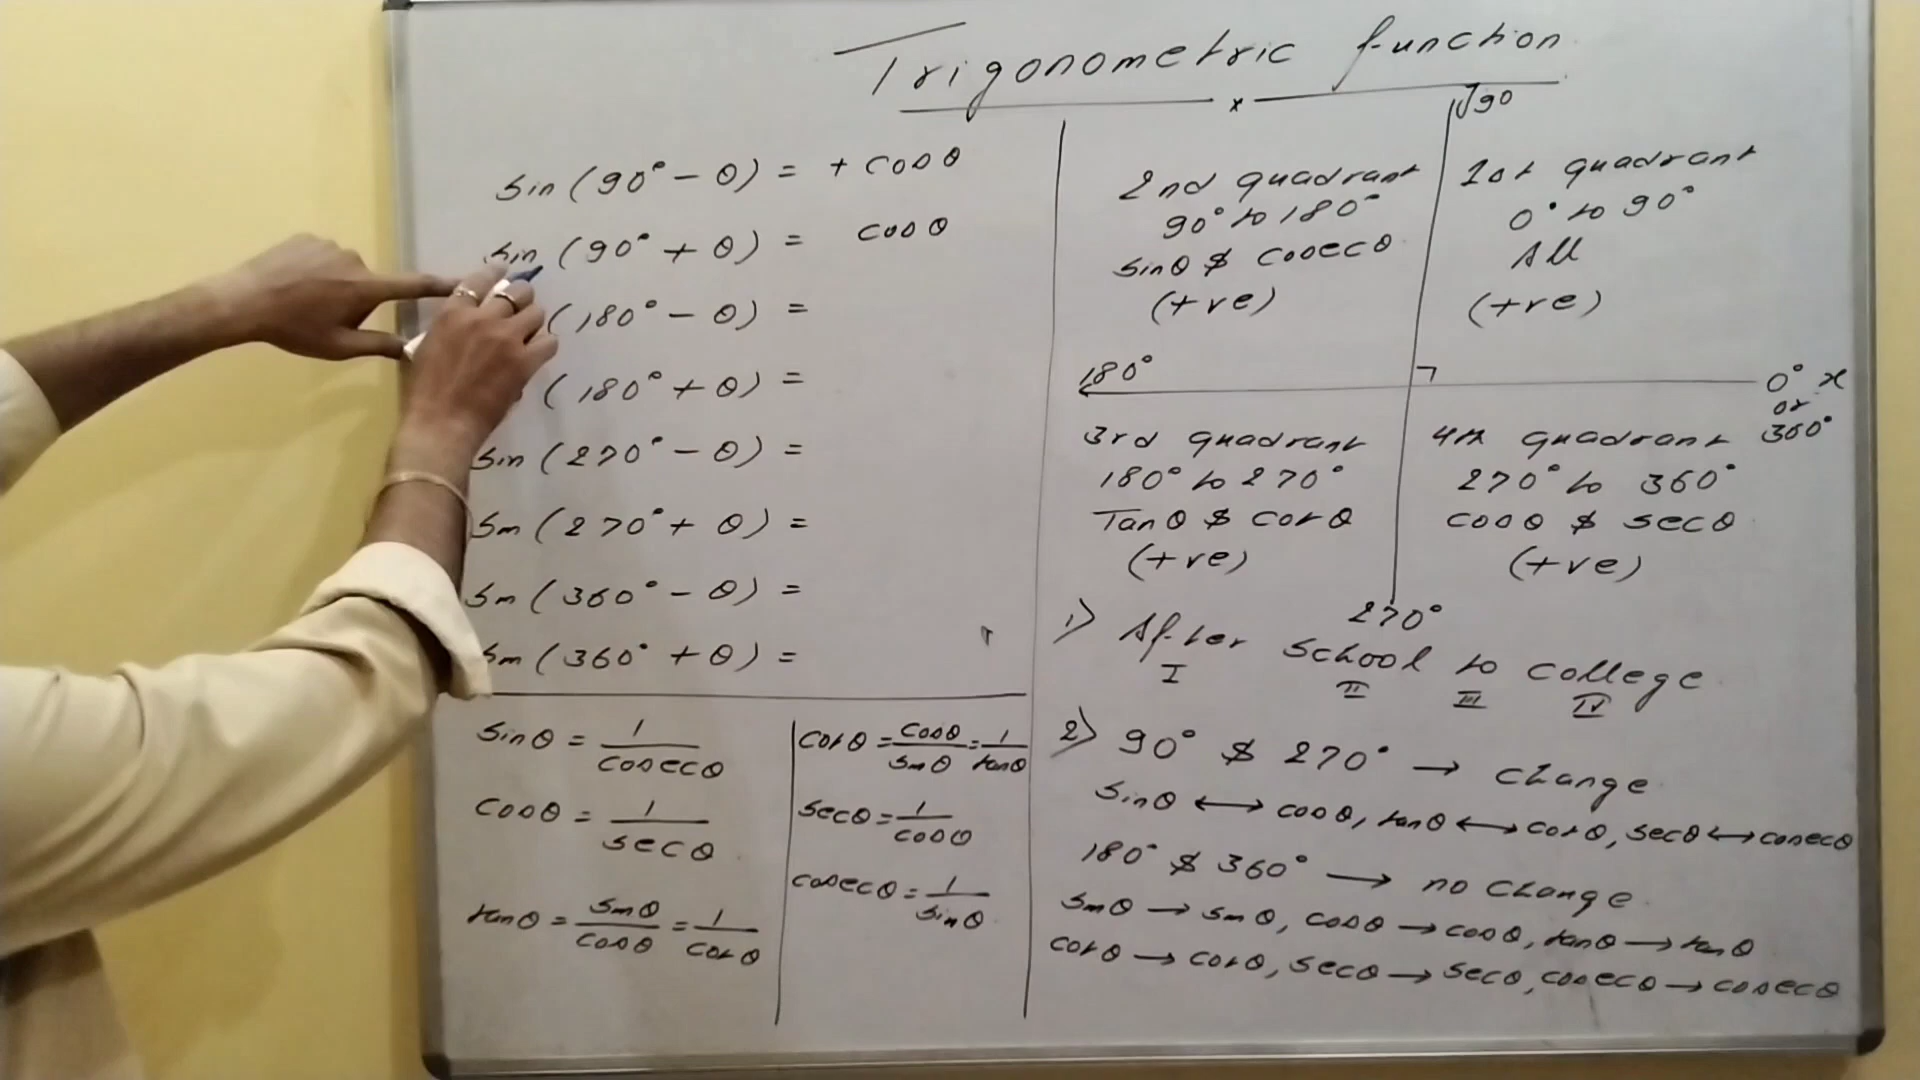 Trigonometric function
sin (90° - θ) = + cos θ
sin (90° + θ) = cos θ
(180° - θ) =
(180° + θ) =
sin (270° - θ) =
sin (270° + θ) =
sin (360° - θ) =
sin (360° + θ) =
sinθ = 1/cosecθ
cosθ = 1/secθ
tanθ = sinθ/cosθ = 1/cotθ
cotθ = cosθ/sinθ = 1/tanθ
secθ = 1/cosθ
cosecθ = 1/sinθ
90
2nd quadrant
90° to 180°
sinθ & cosecθ
(+ve)
1st quadrant
0° to 90°
All
(+ve)
180°
0° x
or
360°
3rd quadrant
180° to 270°
Tanθ & cotθ
(+ve)
4th quadrant
270° to 360°
cosθ & secθ
(+ve)
270°
1) After School to college
I II III IV
2) 90° & 270° → change
sinθ ↔ cosθ, tanθ ↔ cotθ, secθ ↔ cosecθ
180° & 360° → no change
sinθ → sinθ, cosθ → cosθ, tanθ → tanθ
cotθ → cotθ, secθ → secθ, cosecθ → cosecθ